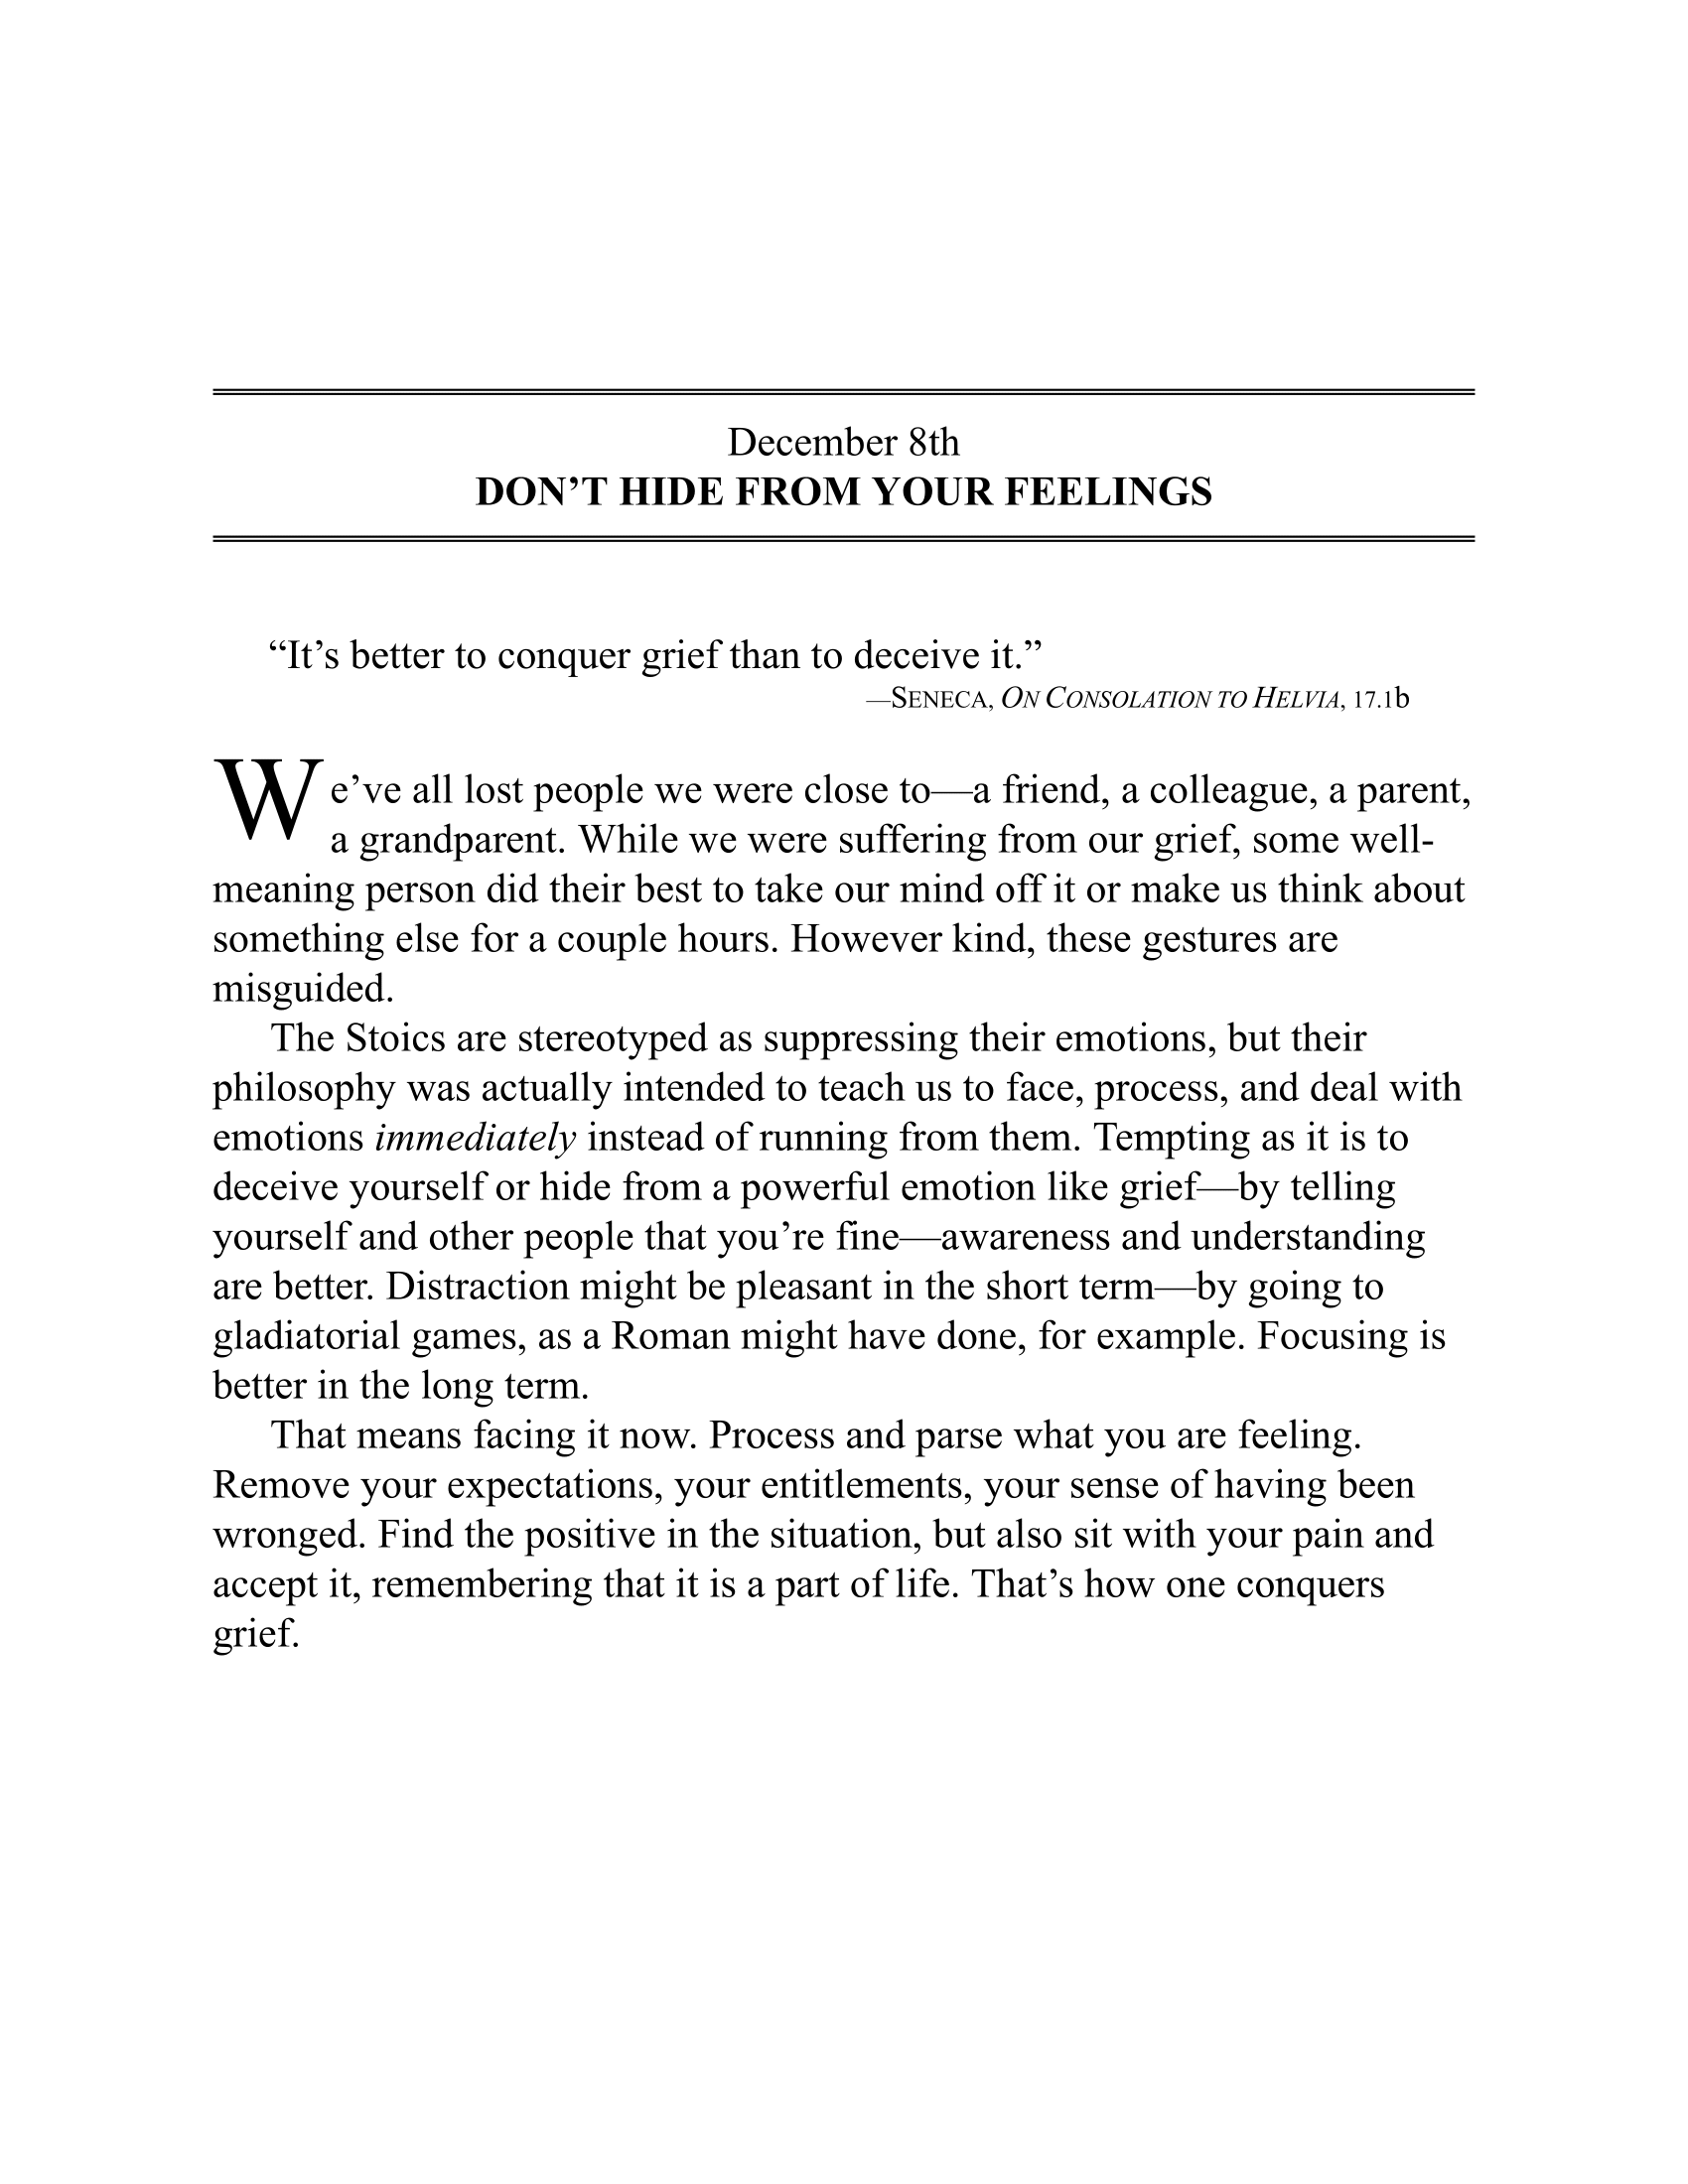 December 8th
DON’T HIDE FROM YOUR FEELINGS
“It’s better to conquer grief than to deceive it.”
—SENECA, ON CONSOLATION TO HELVIA, 17.1b
We’ve all lost people we were close to—a friend, a colleague, a parent,
a grandparent. While we were suffering from our grief, some well-
meaning person did their best to take our mind off it or make us think about
something else for a couple hours. However kind, these gestures are
misguided.
The Stoics are stereotyped as suppressing their emotions, but their
philosophy was actually intended to teach us to face, process, and deal with
emotions immediately instead of running from them. Tempting as it is to
deceive yourself or hide from a powerful emotion like grief—by telling
yourself and other people that you’re fine—awareness and understanding
are better. Distraction might be pleasant in the short term—by going to
gladiatorial games, as a Roman might have done, for example. Focusing is
better in the long term.
That means facing it now. Process and parse what you are feeling.
Remove your expectations, your entitlements, your sense of having been
wronged. Find the positive in the situation, but also sit with your pain and
accept it, remembering that it is a part of life. That’s how one conquers
grief.